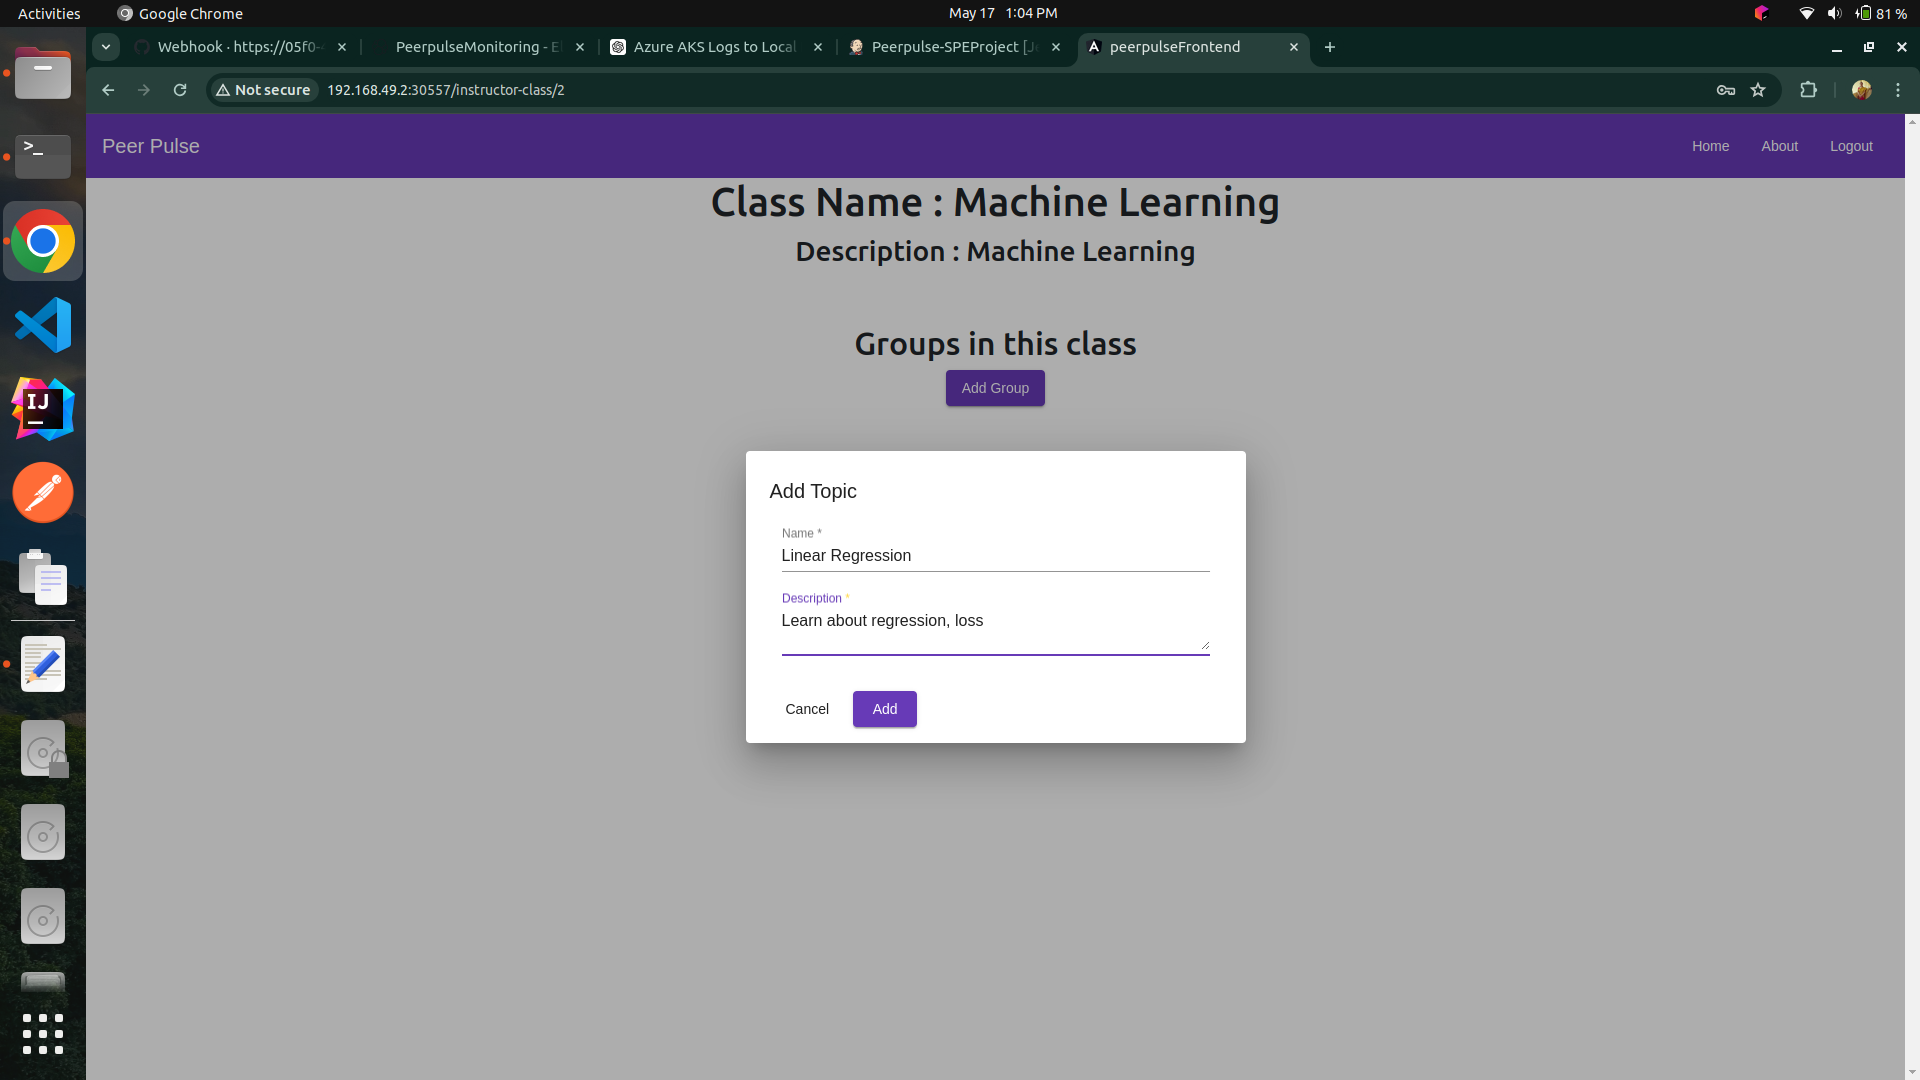 Activities
Google Chrome
May 17 1:04 PM
81 %
Webhook · https://05f0-
PeerpulseMonitoring - El
Azure AKS Logs to Local
Peerpulse-SPEProject [Je
peerpulseFrontend
Not secure
192.168.49.2:30557/instructor-class/2
Peer Pulse
Home
About
Logout
Class Name : Machine Learning
Description : Machine Learning
Groups in this class
Add Group
Add Topic
Name *
Linear Regression
Description *
Learn about regression, loss
Cancel
Add
>_
IJ